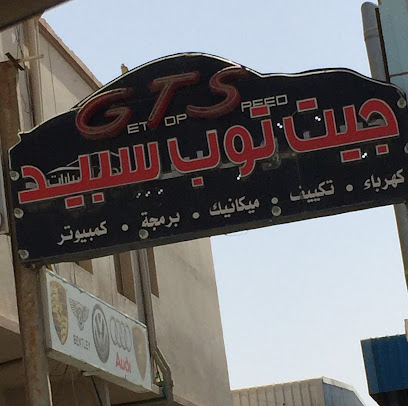 GTS
GET TOP SPEED
جيت توب سبيد
كهرباء • تكييف • ميكانيك • برمجة • كمبيوتر
BENTLEY
Audi